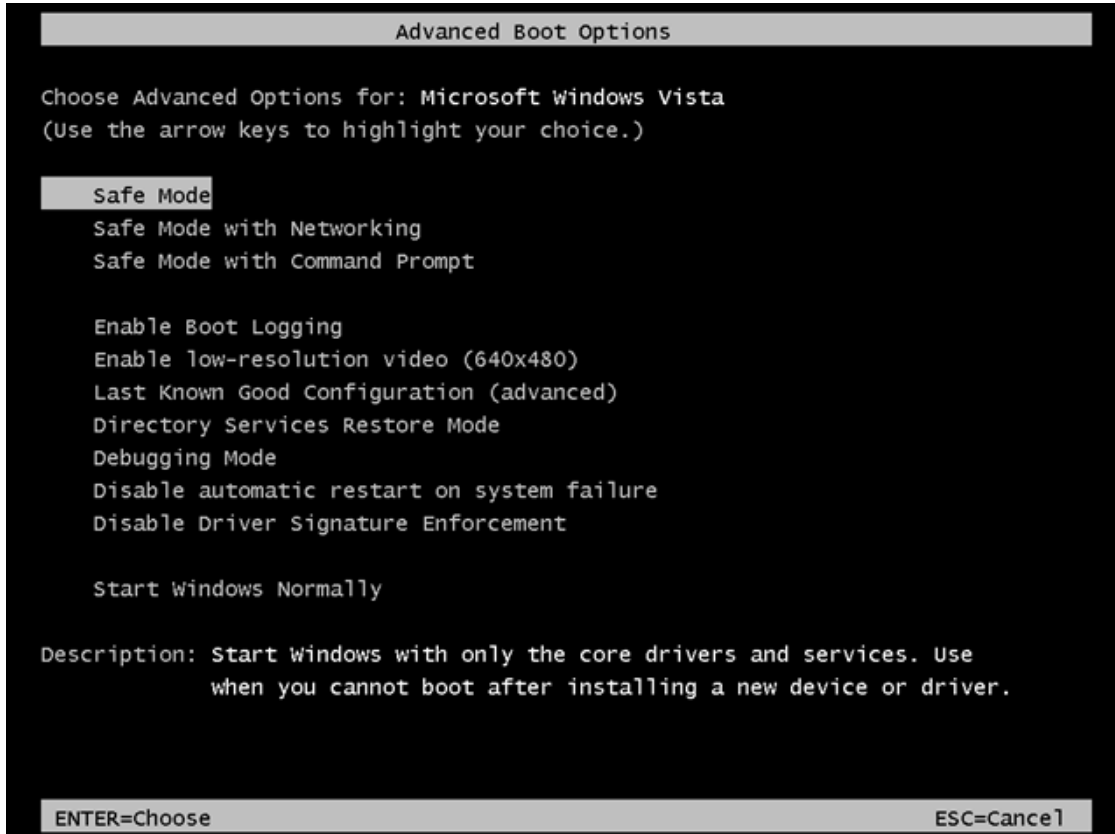 Advanced Boot Options
Choose Advanced Options for: Microsoft Windows Vista
(Use the arrow keys to highlight your choice.)
Safe Mode
Safe Mode with Networking
Safe Mode with Command Prompt
Enable Boot Logging
Enable low-resolution video (640x480)
Last Known Good Configuration (advanced)
Directory Services Restore Mode
Debugging Mode
Disable automatic restart on system failure
Disable Driver Signature Enforcement
Start Windows Normally
Description: Start Windows with only the core drivers and services. Use
when you cannot boot after installing a new device or driver.
ENTER=Choose ESC=Cancel